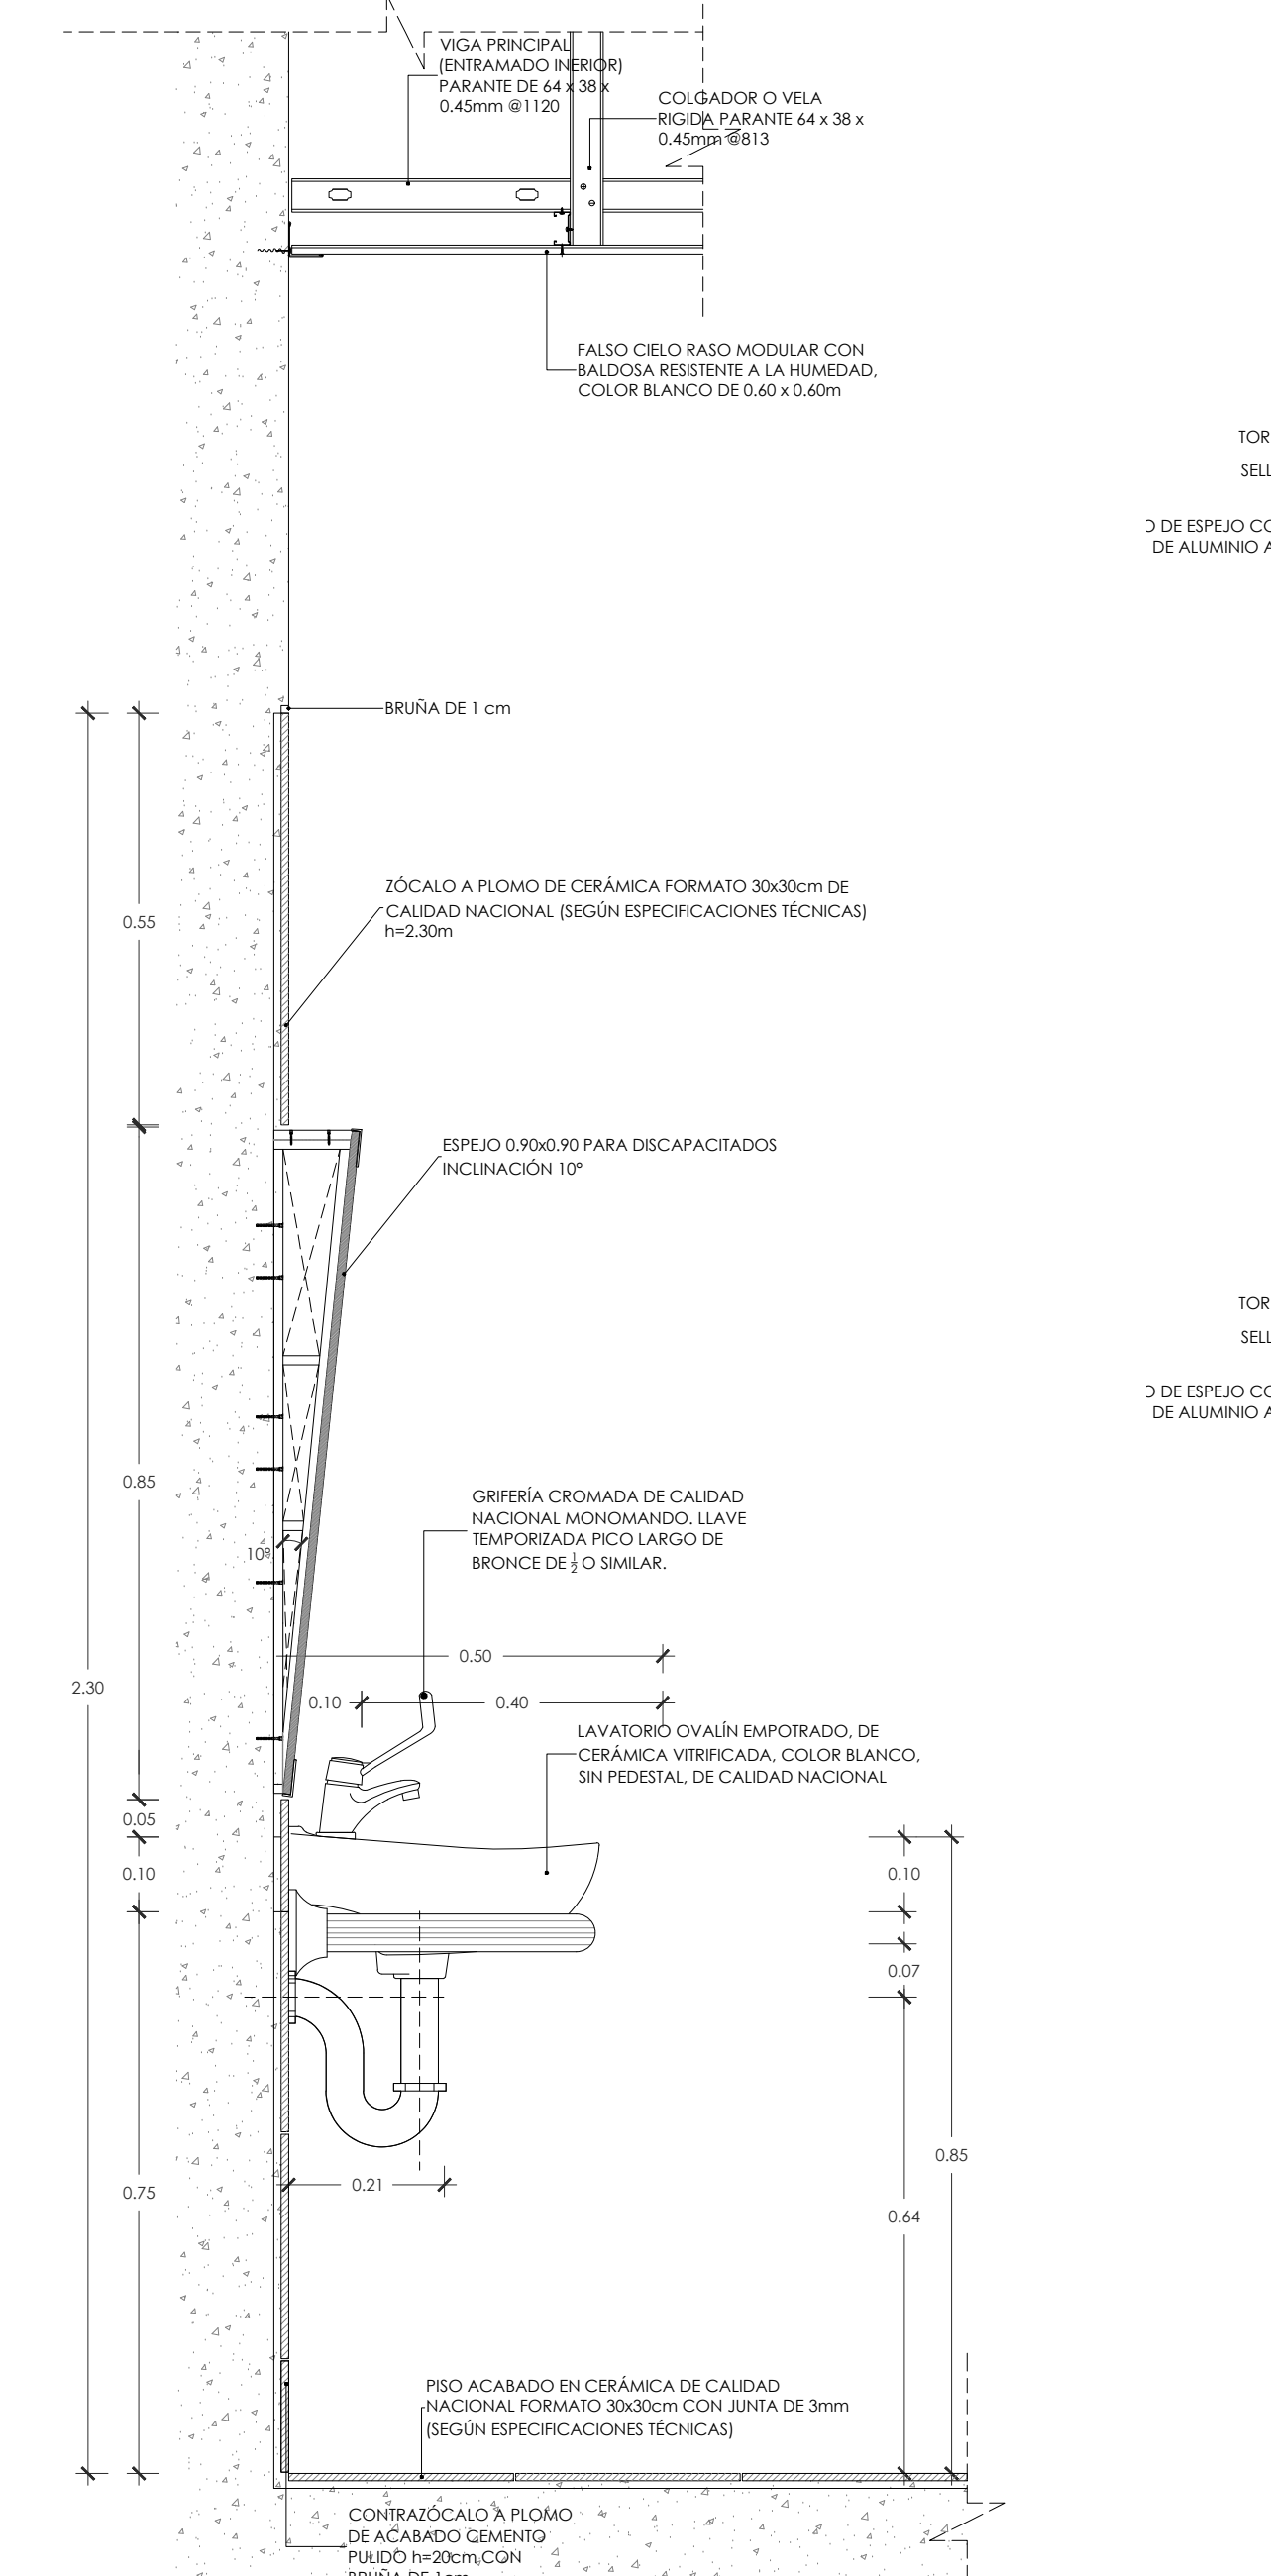 VIGA PRINCIPAL
(ENTRAMADO INERIOR)
PARANTE DE 64 x 38 x
0.45mm @1120
COLGADOR O VELA
RIGIDA PARANTE 64 x 38 x
0.45mm @813
FALSO CIELO RASO MODULAR CON
BALDOSA RESISTENTE A LA HUMEDAD,
COLOR BLANCO DE 0.60 x 0.60m
TOR
SELL
O DE ESPEJO CO
DE ALUMINIO A
BRUÑA DE 1 cm
ZÓCALO A PLOMO DE CERÁMICA FORMATO 30x30cm DE
CALIDAD NACIONAL (SEGÚN ESPECIFICACIONES TÉCNICAS)
h=2.30m
0.55
ESPEJO 0.90x0.90 PARA DISCAPACITADOS
INCLINACIÓN 10º
TOR
SELL
O DE ESPEJO CO
DE ALUMINIO A
0.85
GRIFERÍA CROMADA DE CALIDAD
NACIONAL MONOMANDO. LLAVE
TEMPORIZADA PICO LARGO DE
BRONCE DE ½ O SIMILAR.
10º
0.50
2.30
0.10
0.40
LAVATORIO OVALÍN EMPOTRADO, DE
CERÁMICA VITRIFICADA, COLOR BLANCO,
SIN PEDESTAL, DE CALIDAD NACIONAL
0.05
0.10
0.10
0.07
0.85
0.21
0.75
0.64
PISO ACABADO EN CERÁMICA DE CALIDAD
NACIONAL FORMATO 30x30cm CON JUNTA DE 3mm
(SEGÚN ESPECIFICACIONES TÉCNICAS)
CONTRAZÓCALO A PLOMO
DE ACABADO CEMENTO
PULIDO h=20cm CON
BRUÑA DE 1cm